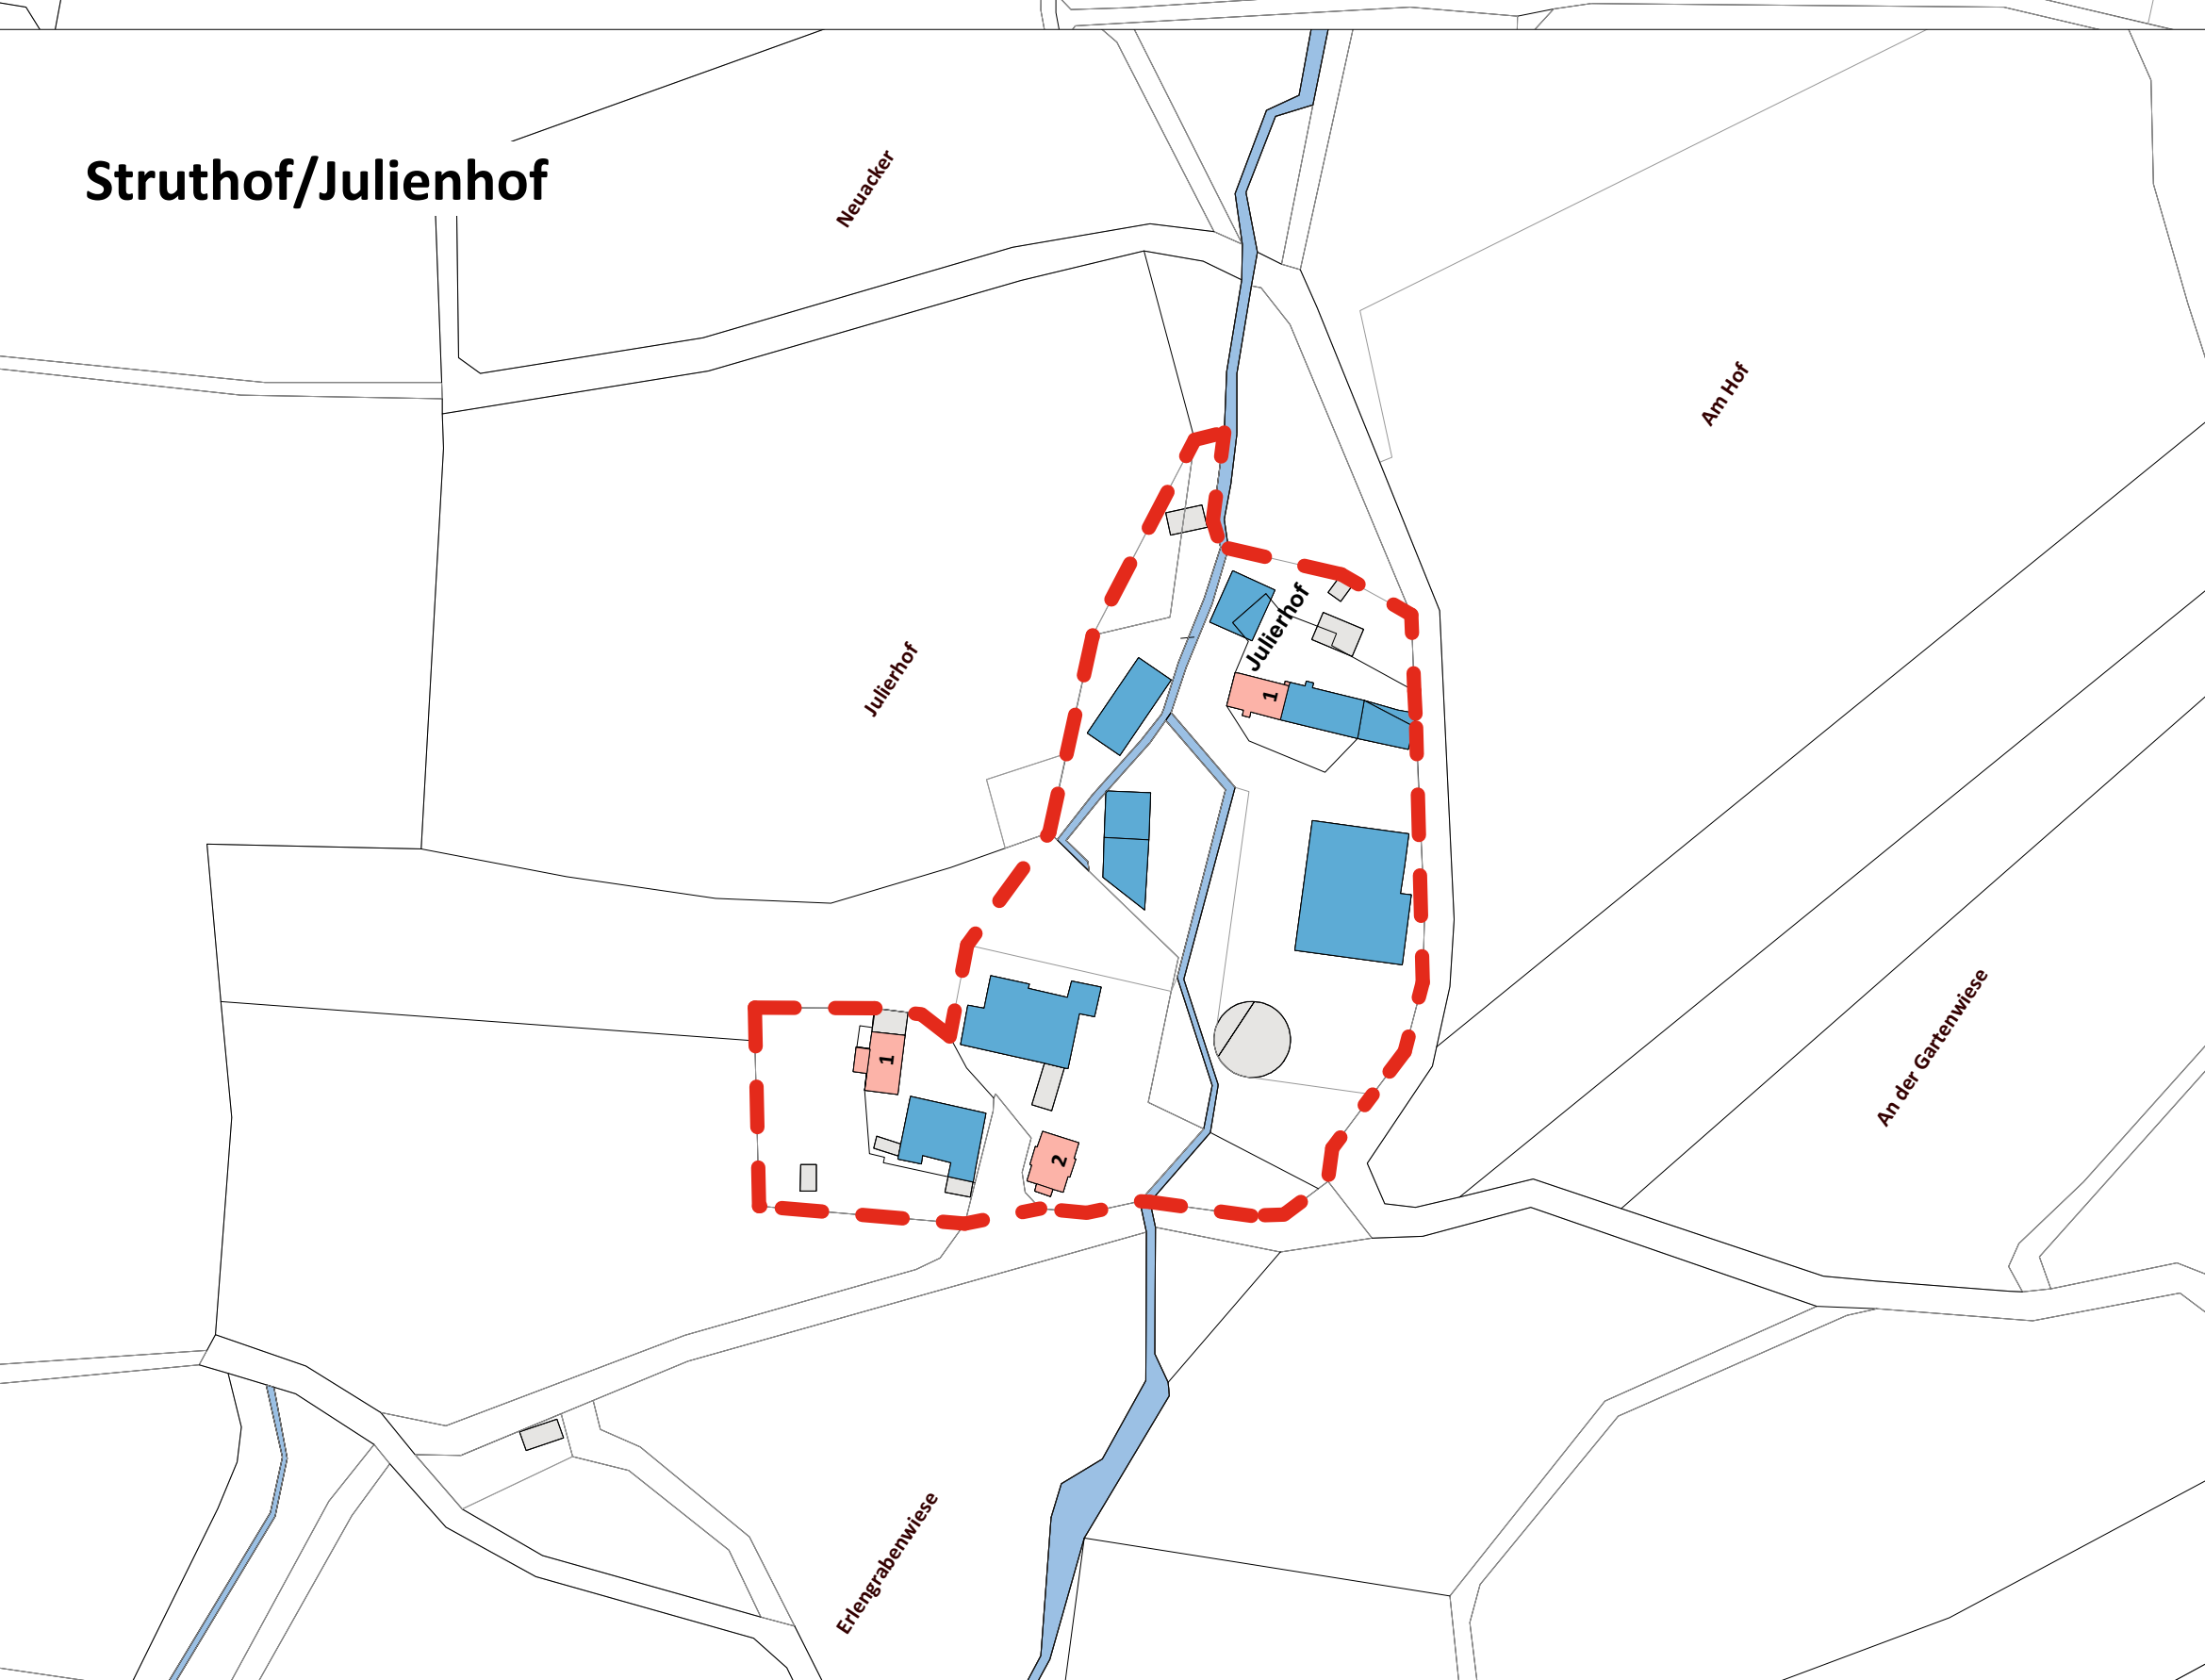 Struthof/Julienhof
Neuacker
Am Hof
Julierhof
Julierhof
1
An der Gartenwiese
1
2
Erlengrabenwiese